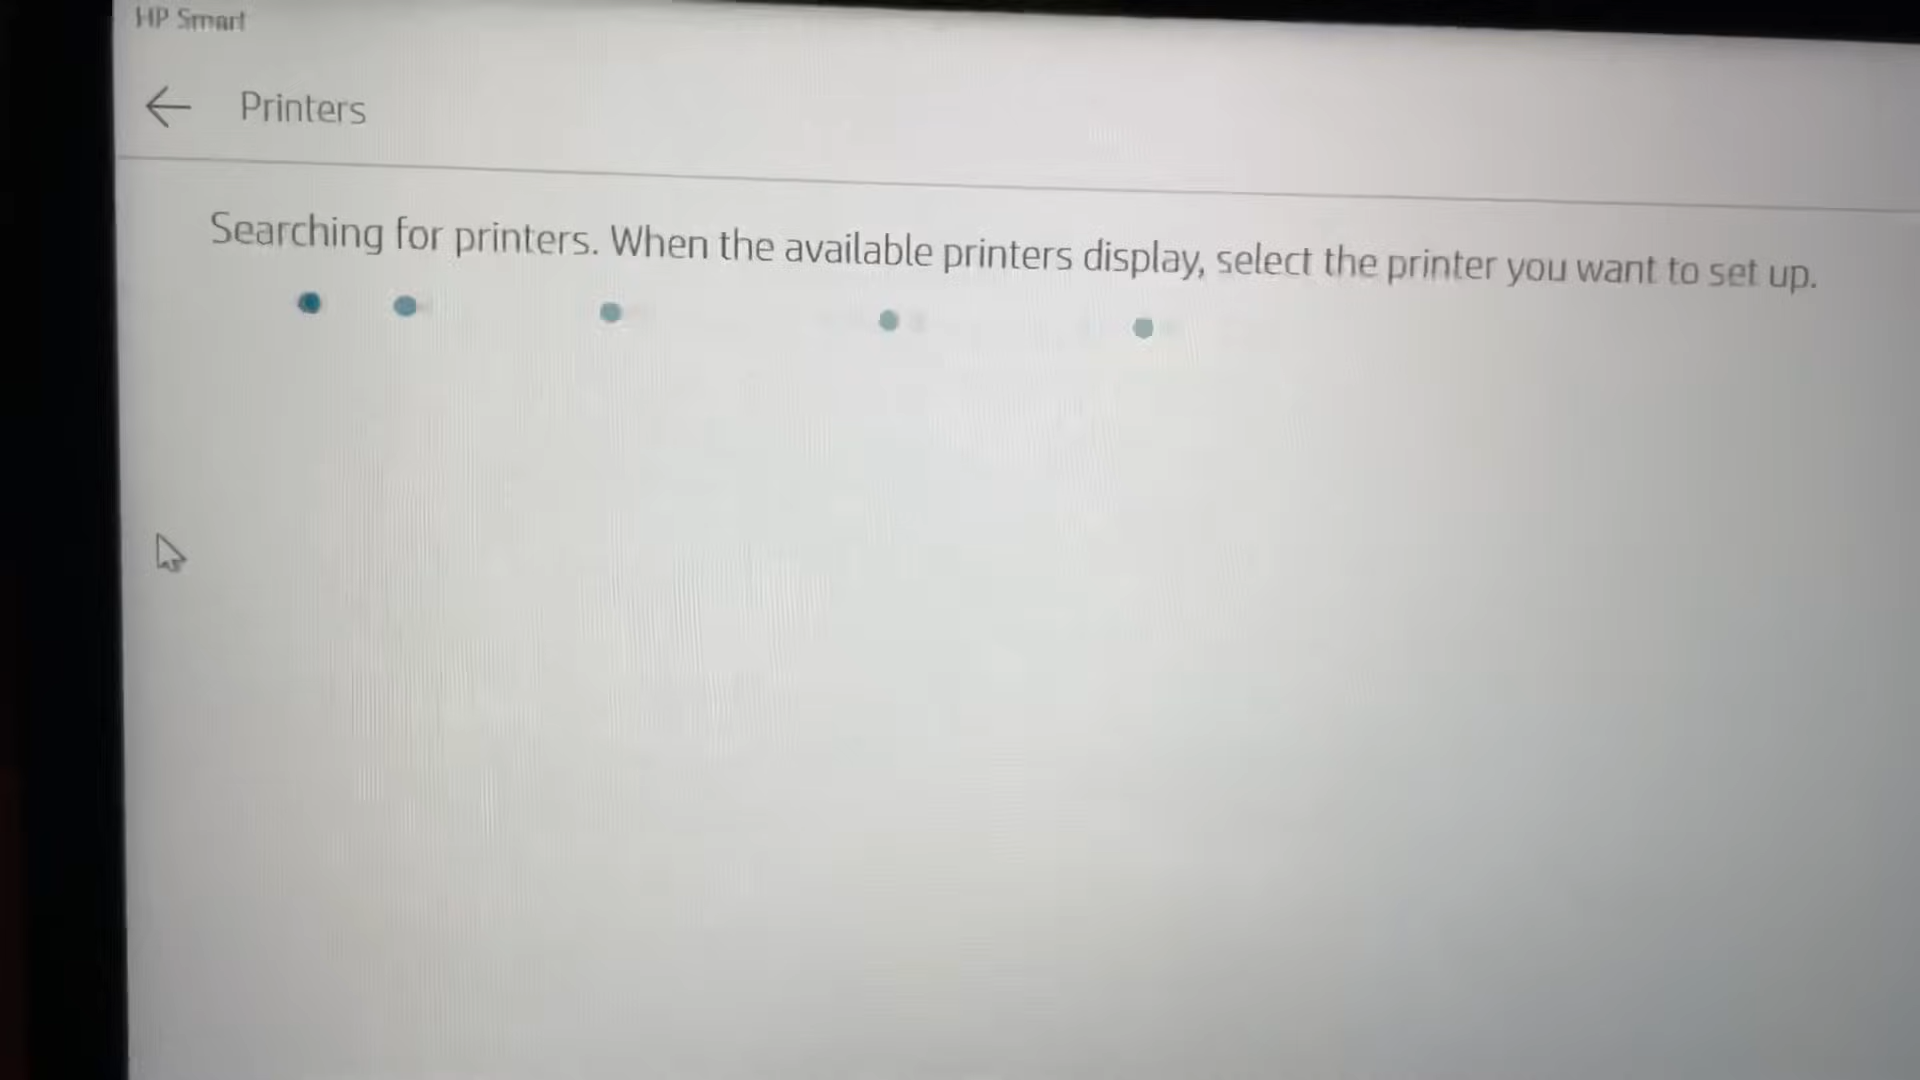 HP Smart
Printers
Searching for printers. When the available printers display, select the printer you want to set up.